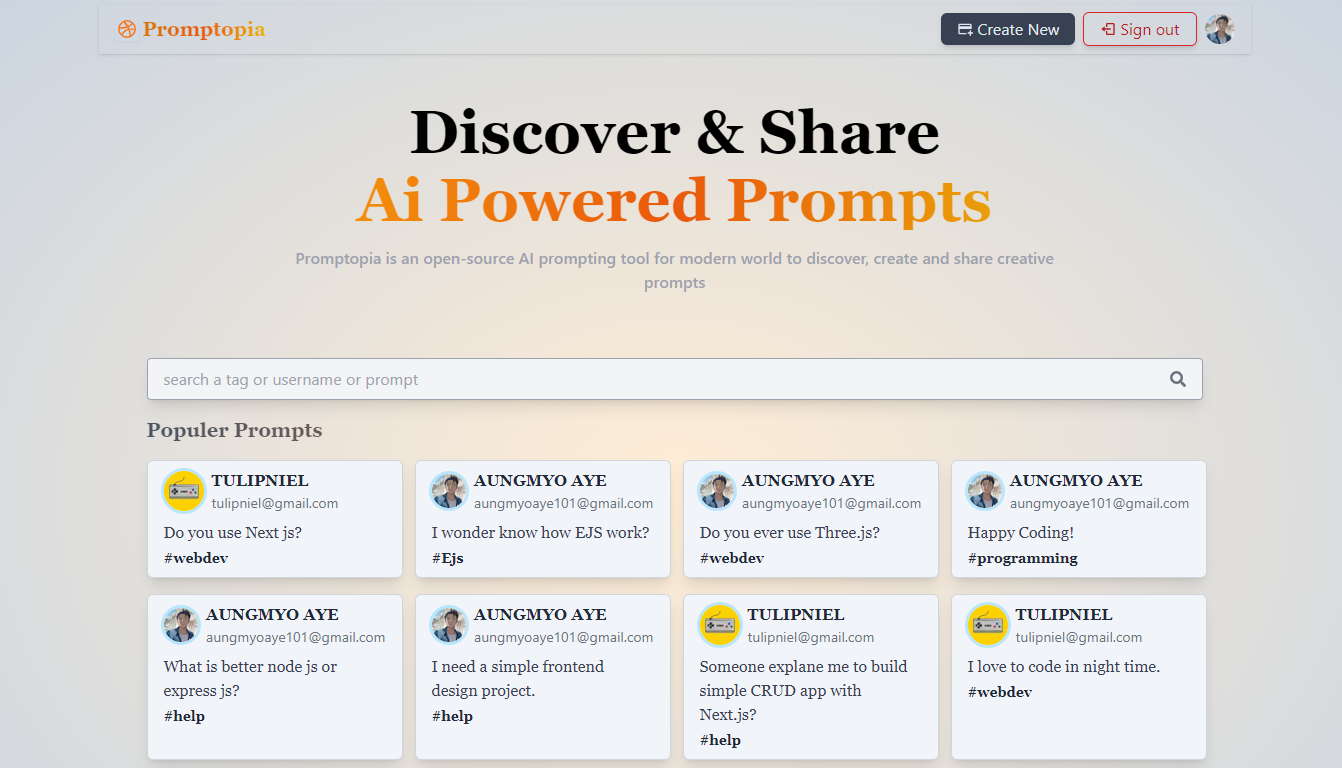 Promptopia
Create New
Sign out
Discover & Share
Ai Powered Prompts
Promptopia is an open-source AI prompting tool for modern world to discover, create and share creative
prompts
search a tag or username or prompt
Populer Prompts
TULIPNIEL
tulipniel@gmail.com
Do you use Next js?
#webdev
AUNGMYO AYE
aungmyoaye101@gmail.com
I wonder know how EJS work?
#Ejs
AUNGMYO AYE
aungmyoaye101@gmail.com
Do you ever use Three.js?
#webdev
AUNGMYO AYE
aungmyoaye101@gmail.com
Happy Coding!
#programming
AUNGMYO AYE
aungmyoaye101@gmail.com
What is better node js or
express js?
#help
AUNGMYO AYE
aungmyoaye101@gmail.com
I need a simple frontend
design project.
#help
TULIPNIEL
tulipniel@gmail.com
Someone explane me to build
simple CRUD app with
Next.js?
#help
TULIPNIEL
tulipniel@gmail.com
I love to code in night time.
#webdev